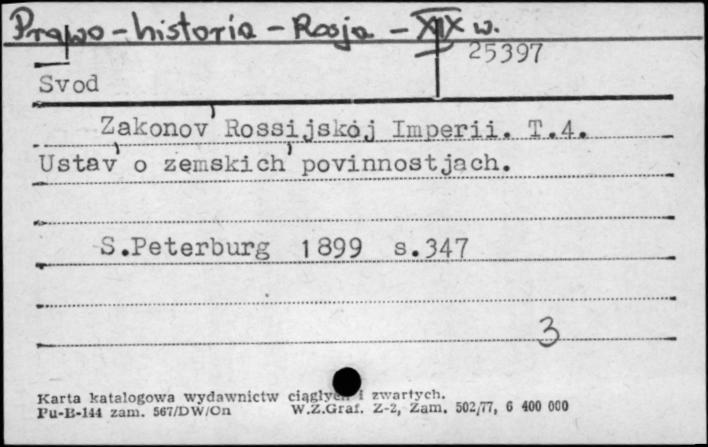 Prawo - historia - Rosja - XIX w.
25397
Svod
Zakonov Rossijskoj Imperii. T.4.
Ustav o zemskich povinnostjach.
S.Peterburg 1899 s.347
3
Karta katalogowa wydawnictw ciągłych i zwartych.
Pu-B-144 zam. 567/DW/On W.Z.Graf. Z-2, Zam. 502/77, 6 400 000